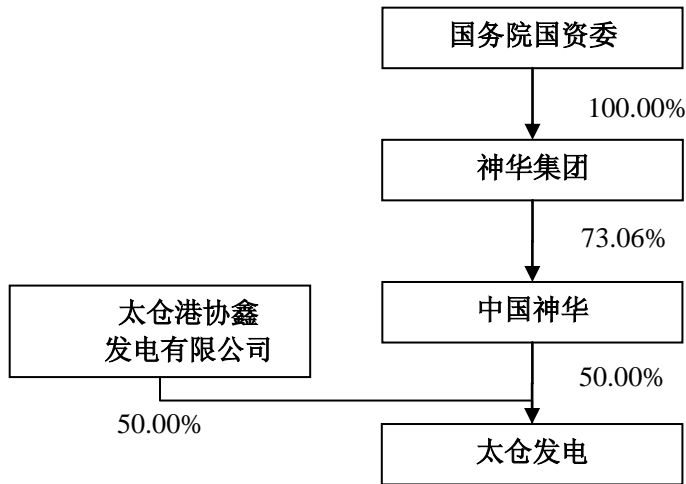 国务院国资委
100.00%
神华集团
73.06%
太仓港协鑫
发电有限公司
中国神华
50.00%
50.00%
太仓发电